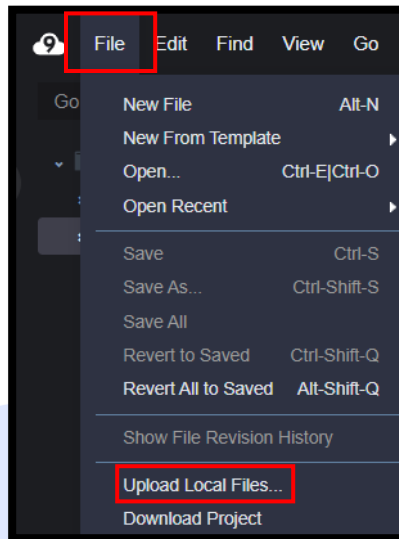 9 File Edit Find View Go
Go
New File Alt-N
New From Template
Open... Ctrl-E|Ctrl-O
Open Recent
Save Ctrl-S
Save As... Ctrl-Shift-S
Save All
Revert to Saved Ctrl-Shift-Q
Revert All to Saved Alt-Shift-Q
Show File Revision History
Upload Local Files...
Download Project